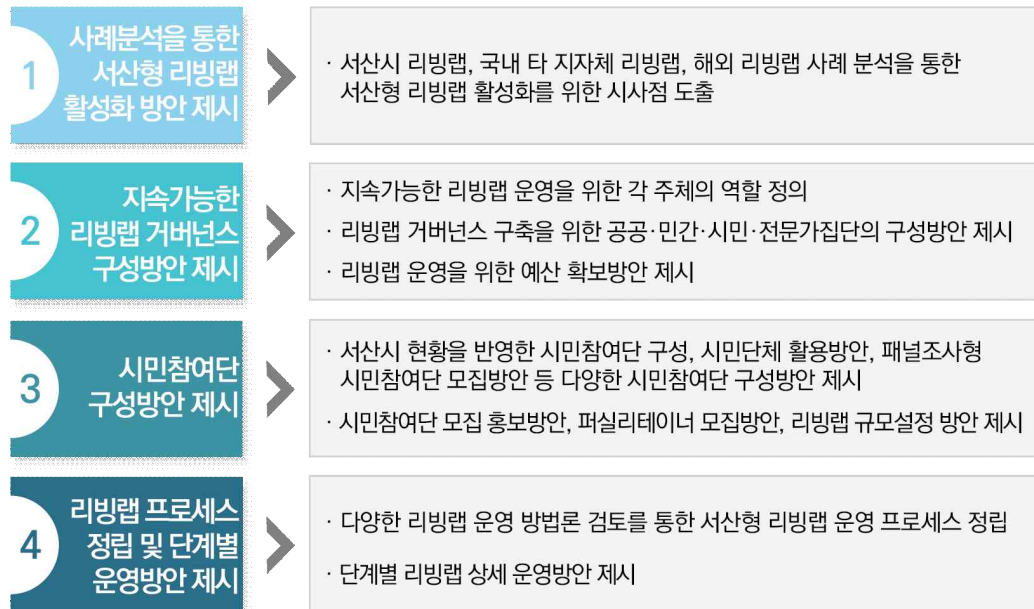 1
사례분석을 통한
서산형 리빙랩
활성화 방안 제시
· 서산시 리빙랩, 국내 타 지자체 리빙랩, 해외 리빙랩 사례 분석을 통한
서산형 리빙랩 활성화를 위한 시사점 도출
2
지속가능한
리빙랩 거버넌스
구성방안 제시
· 지속가능한 리빙랩 운영을 위한 각 주체의 역할 정의
· 리빙랩 거버넌스 구축을 위한 공공·민간·시민·전문가집단의 구성방안 제시
· 리빙랩 운영을 위한 예산 확보방안 제시
3
시민참여단
구성방안 제시
· 서산시 현황을 반영한 시민참여단 구성, 시민단체 활용방안, 패널조사형
시민참여단 모집방안 등 다양한 시민참여단 구성방안 제시
· 시민참여단 모집 홍보방안, 퍼실리테이너 모집방안, 리빙랩 규모설정 방안 제시
4
리빙랩 프로세스
정립 및 단계별
운영방안 제시
· 다양한 리빙랩 운영 방법론 검토를 통한 서산형 리빙랩 운영 프로세스 정립
· 단계별 리빙랩 상세 운영방안 제시